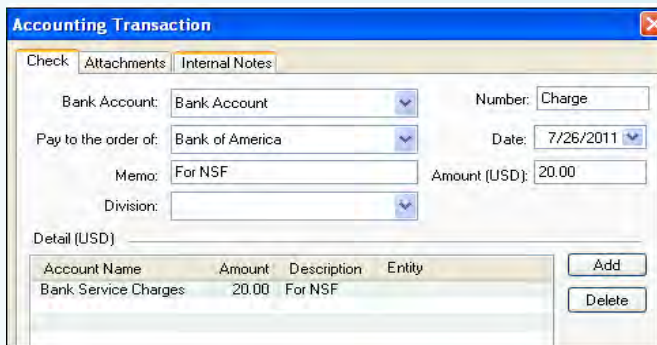 Accounting Transaction
Check Attachments Internal Notes
Bank Account: Bank Account Number: Charge
Pay to the order of: Bank of America Date: 7/26/2011
Memo: For NSF Amount (USD): 20.00
Division:
Detail (USD)
Account Name Amount Description Entity Add
Bank Service Charges 20.00 For NSF
Delete